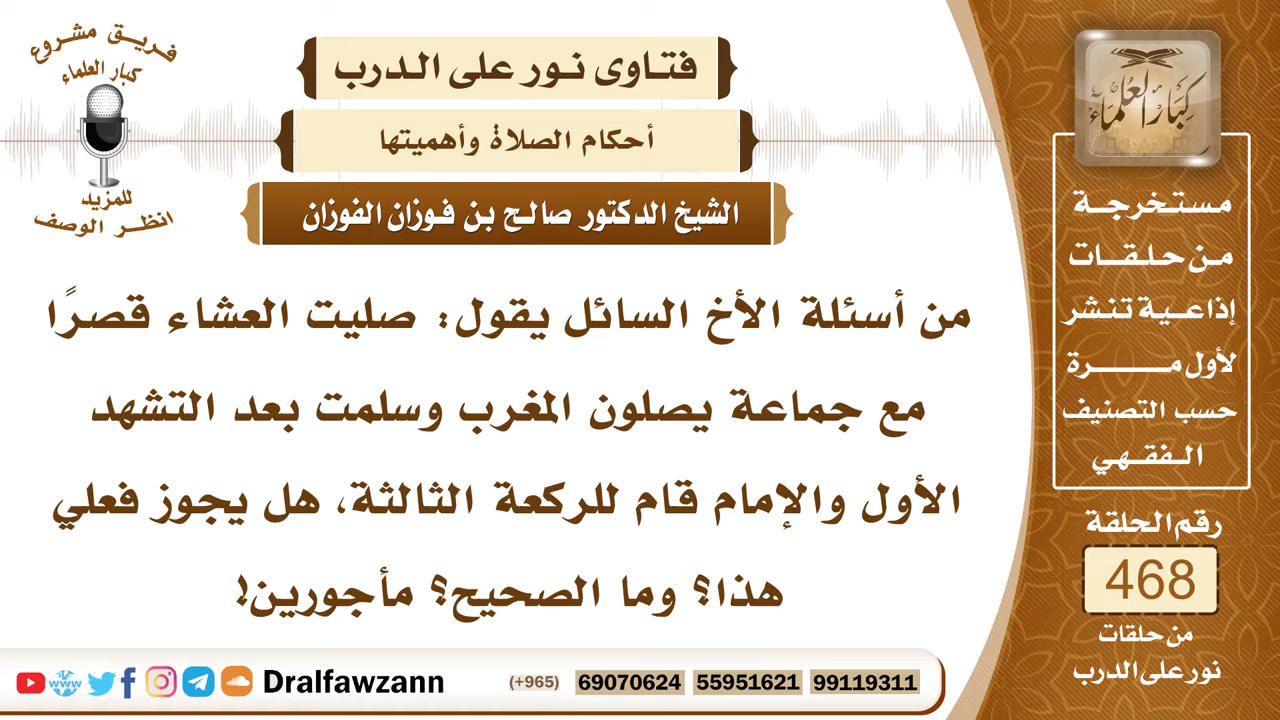 فريق مشروع
كبار العلماء
للمزيد
انظر الوصف
فتاوى نور على الدرب
أحكام الصلاة وأهميتها
الشيخ الدكتور صالح بن فوزان الفوزان
من أسئلة الأخ السائل يقول: صليت العشاء قصرًا
مع جماعة يصلون المغرب وسلمت بعد التشهد
الأول والإمام قام للركعة الثالثة، هل يجوز فعلي
هذا؟ وما الصحيح؟ مأجورين!
كبار العلماء
مستخرجة
من حلقات
إذاعية تنشر
لأول مرة
حسب التصنيف
الفقهي
رقم الحلقة
468
من حلقات
نور على الدرب
www Dralfawzann (+965) 69070624 55951621 99119311